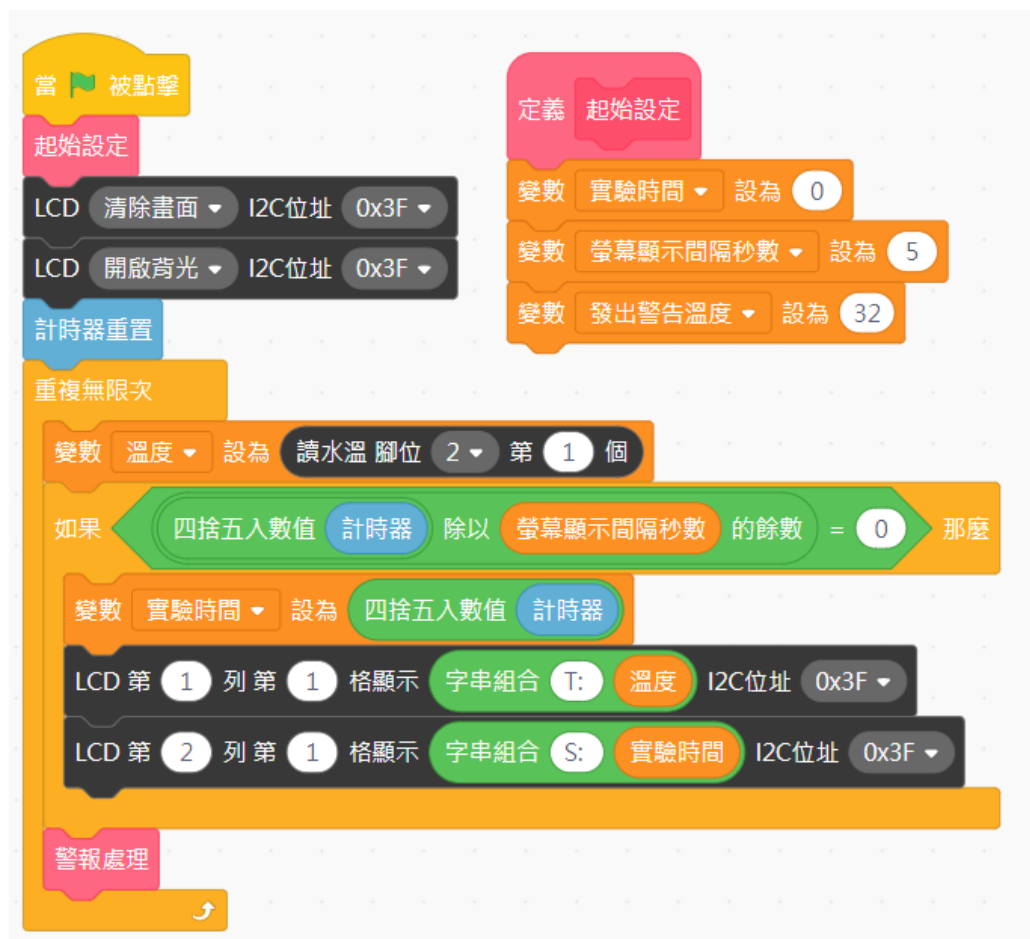 當 被點擊
起始設定
LCD 清除畫面 I2C位址 0x3F
LCD 開啟背光 I2C位址 0x3F
計時器重置
重複無限次
變數 溫度 設為 讀水溫 腳位 2 第 1 個
如果 四捨五入數值 計時器 除以 螢幕顯示間隔秒數 的餘數 = 0 那麼
變數 實驗時間 設為 四捨五入數值 計時器
LCD 第 1 列 第 1 格顯示 字串組合 T: 溫度 I2C位址 0x3F
LCD 第 2 列 第 1 格顯示 字串組合 S: 實驗時間 I2C位址 0x3F
警報處理
定義 起始設定
變數 實驗時間 設為 0
變數 螢幕顯示間隔秒數 設為 5
變數 發出警告溫度 設為 32